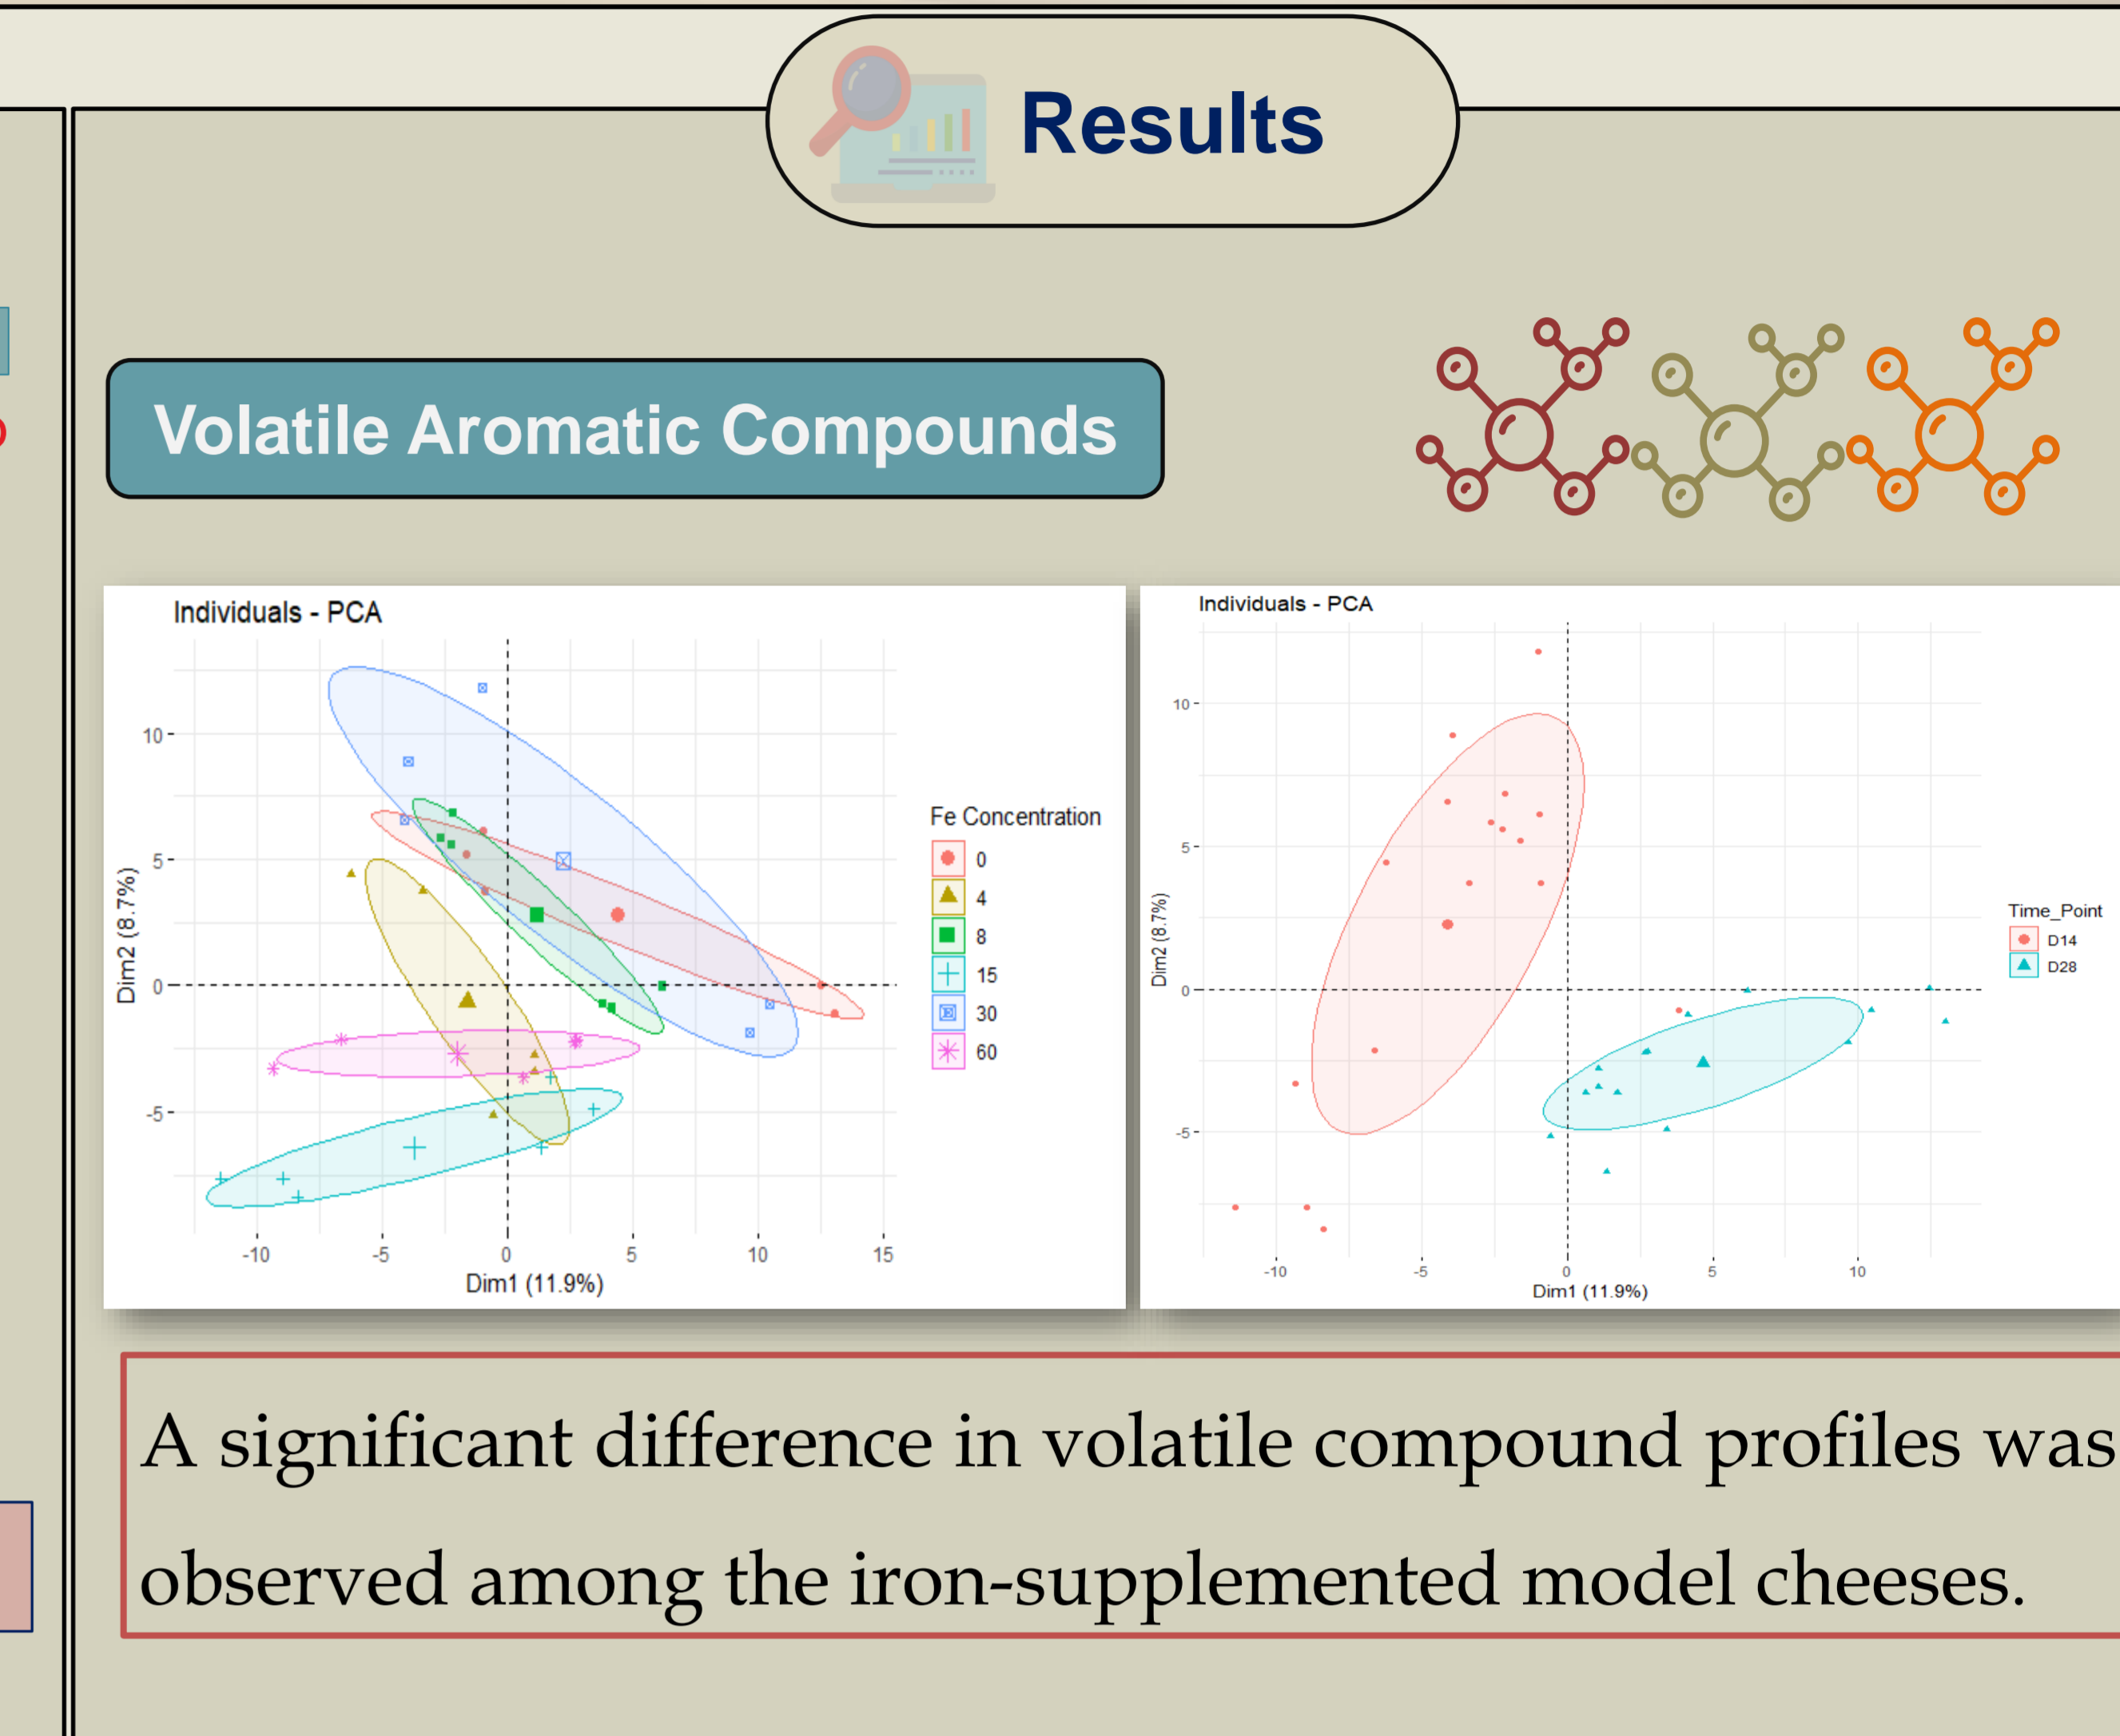 Results
Volatile Aromatic Compounds
Individuals - PCA
10
5
0
-5
Dim2 (8.7%)
-10
-5
0
5
10
15
Dim1 (11.9%)
Fe Concentration
0
4
8
15
30
60
Individuals - PCA
10
5
0
-5
Dim2 (8.7%)
-10
-5
0
5
10
Dim1 (11.9%)
Time_Point
D14
D28
A significant difference in volatile compound profiles was
observed among the iron-supplemented model cheeses.